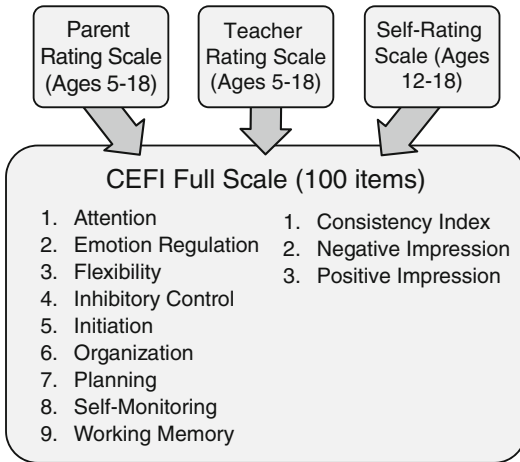 Parent
Rating Scale
(Ages 5-18)
Teacher
Rating Scale
(Ages 5-18)
Self-Rating
Scale (Ages
12-18)
CEFI Full Scale (100 items)
1. Attention
2. Emotion Regulation
3. Flexibility
4. Inhibitory Control
5. Initiation
6. Organization
7. Planning
8. Self-Monitoring
9. Working Memory
1. Consistency Index
2. Negative Impression
3. Positive Impression